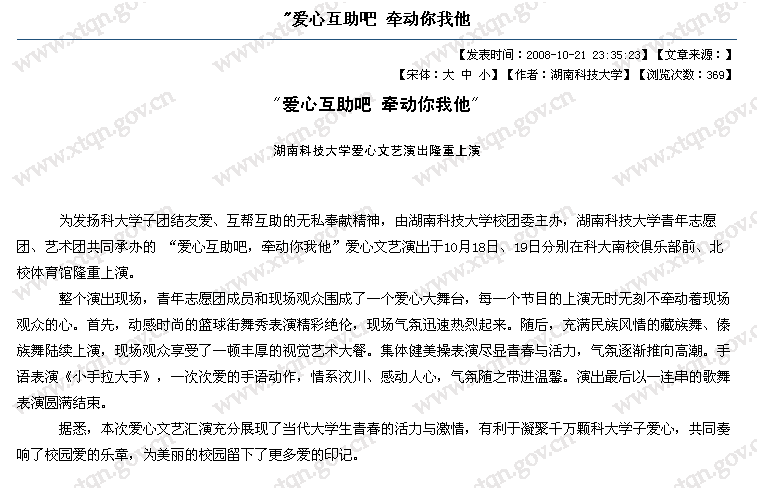 "爱心互助吧 牵动你我他
【发表时间：2008-10-21 23:35:23】【文章来源：】
【宋体：大 中 小】【作者：湖南科技大学】【浏览次数：369】
"爱心互助吧 牵动你我他"
湖南科技大学爱心文艺演出隆重上演
为发扬科大学子团结友爱、互帮互助的无私奉献精神，由湖南科技大学校团委主办，湖南科技大学青年志愿
团、艺术团共同承办的 “爱心互助吧，牵动你我他”爱心文艺演出于10月18日、19日分别在科大南校俱乐部前、北
校体育馆隆重上演。
整个演出现场，青年志愿团成员和现场观众围成了一个爱心大舞台，每一个节目的上演无时无刻不牵动着现场
观众的心。首先，动感时尚的篮球街舞秀表演精彩绝伦，现场气氛迅速热烈起来。随后，充满民族风情的藏族舞、傣
族舞陆续上演，现场观众享受了一顿丰厚的视觉艺术大餐。集体健美操表演尽显青春与活力，气氛逐渐推向高潮。手
语表演《小手拉大手》，一次次爱的手语动作，情系汶川、感动人心，气氛随之带进温馨。演出最后以一连串的歌舞
表演圆满结束。
据悉，本次爱心文艺汇演充分展现了当代大学生青春的活力与激情，有利于凝聚千万颗科大学子爱心，共同奏
响了校园爱的乐章，为美丽的校园留下了更多爱的印记。
www.xtqn.gov.cn